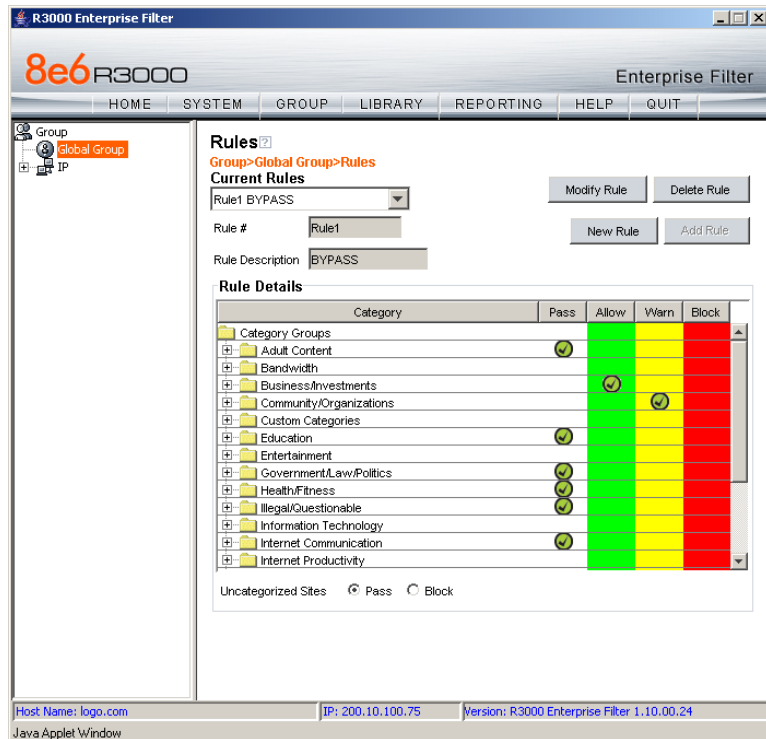 R3000 Enterprise Filter
8e6 R3000
Enterprise Filter
HOME SYSTEM GROUP LIBRARY REPORTING HELP QUIT
Group
Global Group
IP
Rules
Group>Global Group>Rules
Current Rules
Rule1 BYPASS
Modify Rule Delete Rule
Rule # Rule1
New Rule Add Rule
Rule Description BYPASS
Rule Details
Category Pass Allow Warn Block
Category Groups
Adult Content
Bandwidth
Business/Investments
Community/Organizations
Custom Categories
Education
Entertainment
Government/Law/Politics
Health/Fitness
Illegal/Questionable
Information Technology
Internet Communication
Internet Productivity
Uncategorized Sites Pass Block
Host Name: logo.com IP: 200.10.100.75 Version: R3000 Enterprise Filter 1.10.00.24
Java Applet Window